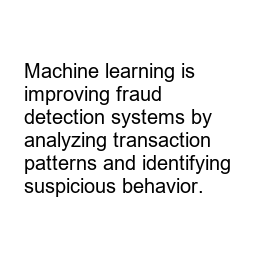 Machine learning is
improving fraud
detection systems by
analyzing transaction
patterns and identifying
suspicious behavior.